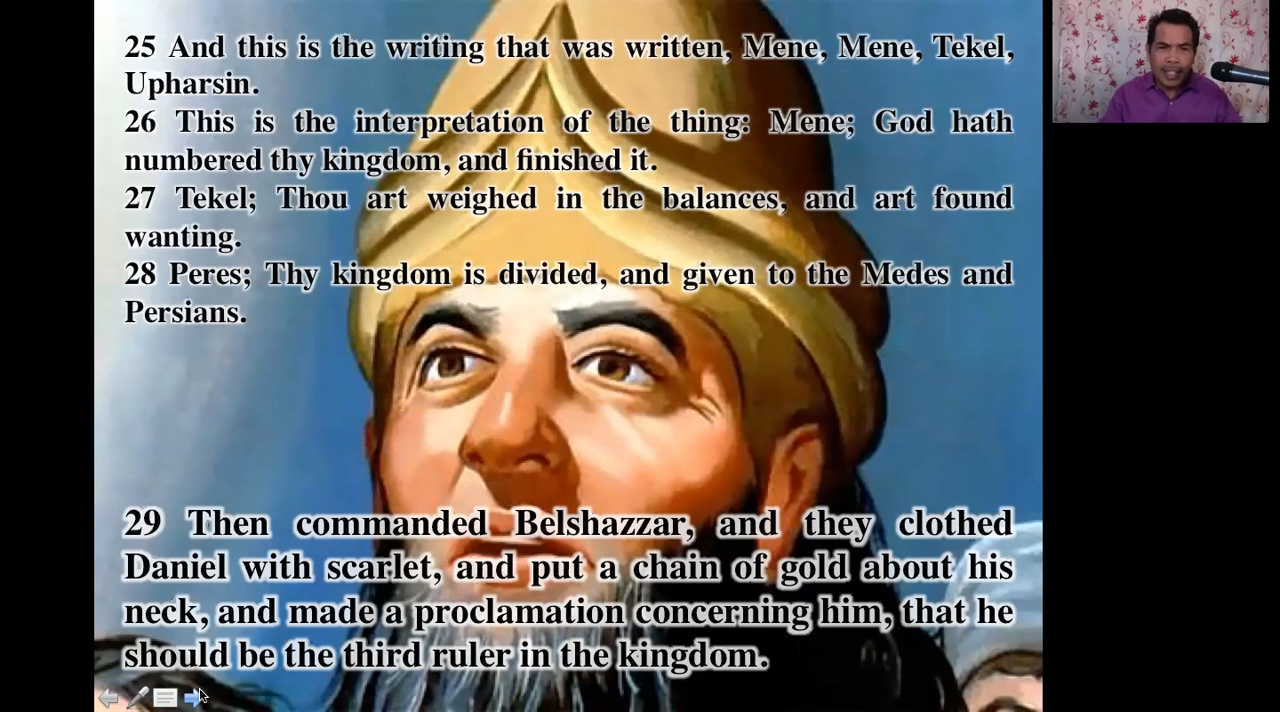 25 And this is the writing that was written, Mene, Mene, Tekel,
Upharsin.
26 This is the interpretation of the thing: Mene; God hath
numbered thy kingdom, and finished it.
27 Tekel; Thou art weighed in the balances, and art found
wanting.
28 Peres; Thy kingdom is divided, and given to the Medes and
Persians.
29 Then commanded Belshazzar, and they clothed
Daniel with scarlet, and put a chain of gold about his
neck, and made a proclamation concerning him, that he
should be the third ruler in the kingdom.